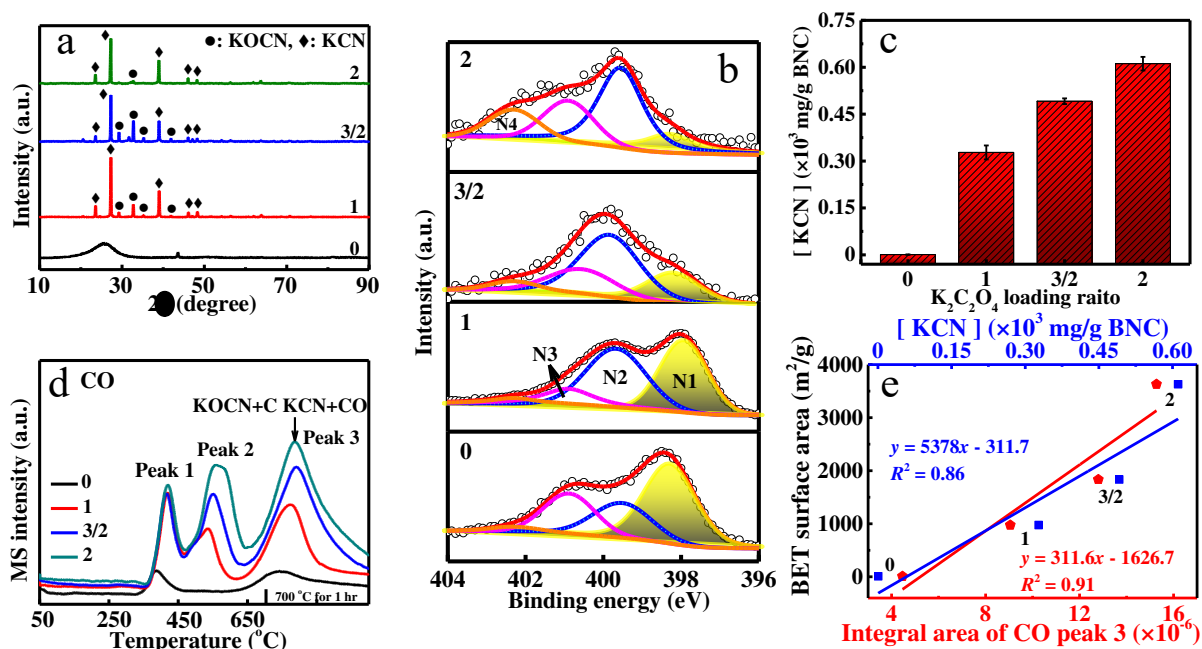 a
●: KOCN, ♦: KCN
2
3/2
1
0
Intensity (a.u.)
10 30 50 70 90
(degree)
b
2
N4
3/2
1
N3
N2
N1
0
Intensity (a.u.)
404 402 400 398 396
Binding energy (eV)
c
[ KCN ] (×10³ mg/g BNC)
0.75
0.60
0.45
0.30
0.15
0
0 1 3/2 2
K₂C₂O₄ loading raito
d
CO
KOCN+C KCN+CO
Peak 1
Peak 2
Peak 3
0
1
3/2
2
700 °C for 1 hr
MS intensity (a.u.)
50 250 450 650
Temperature (°C)
[ KCN ] (×10³ mg/g BNC)
0 0.15 0.30 0.45 0.60
e
BET surface area (m²/g)
4000
3000
2000
1000
0
y = 5378x - 311.7
R² = 0.86
2
3/2
1
0
y = 311.6x - 1626.7
R² = 0.91
4 8 12 16
Integral area of CO peak 3 (×10⁻⁶)